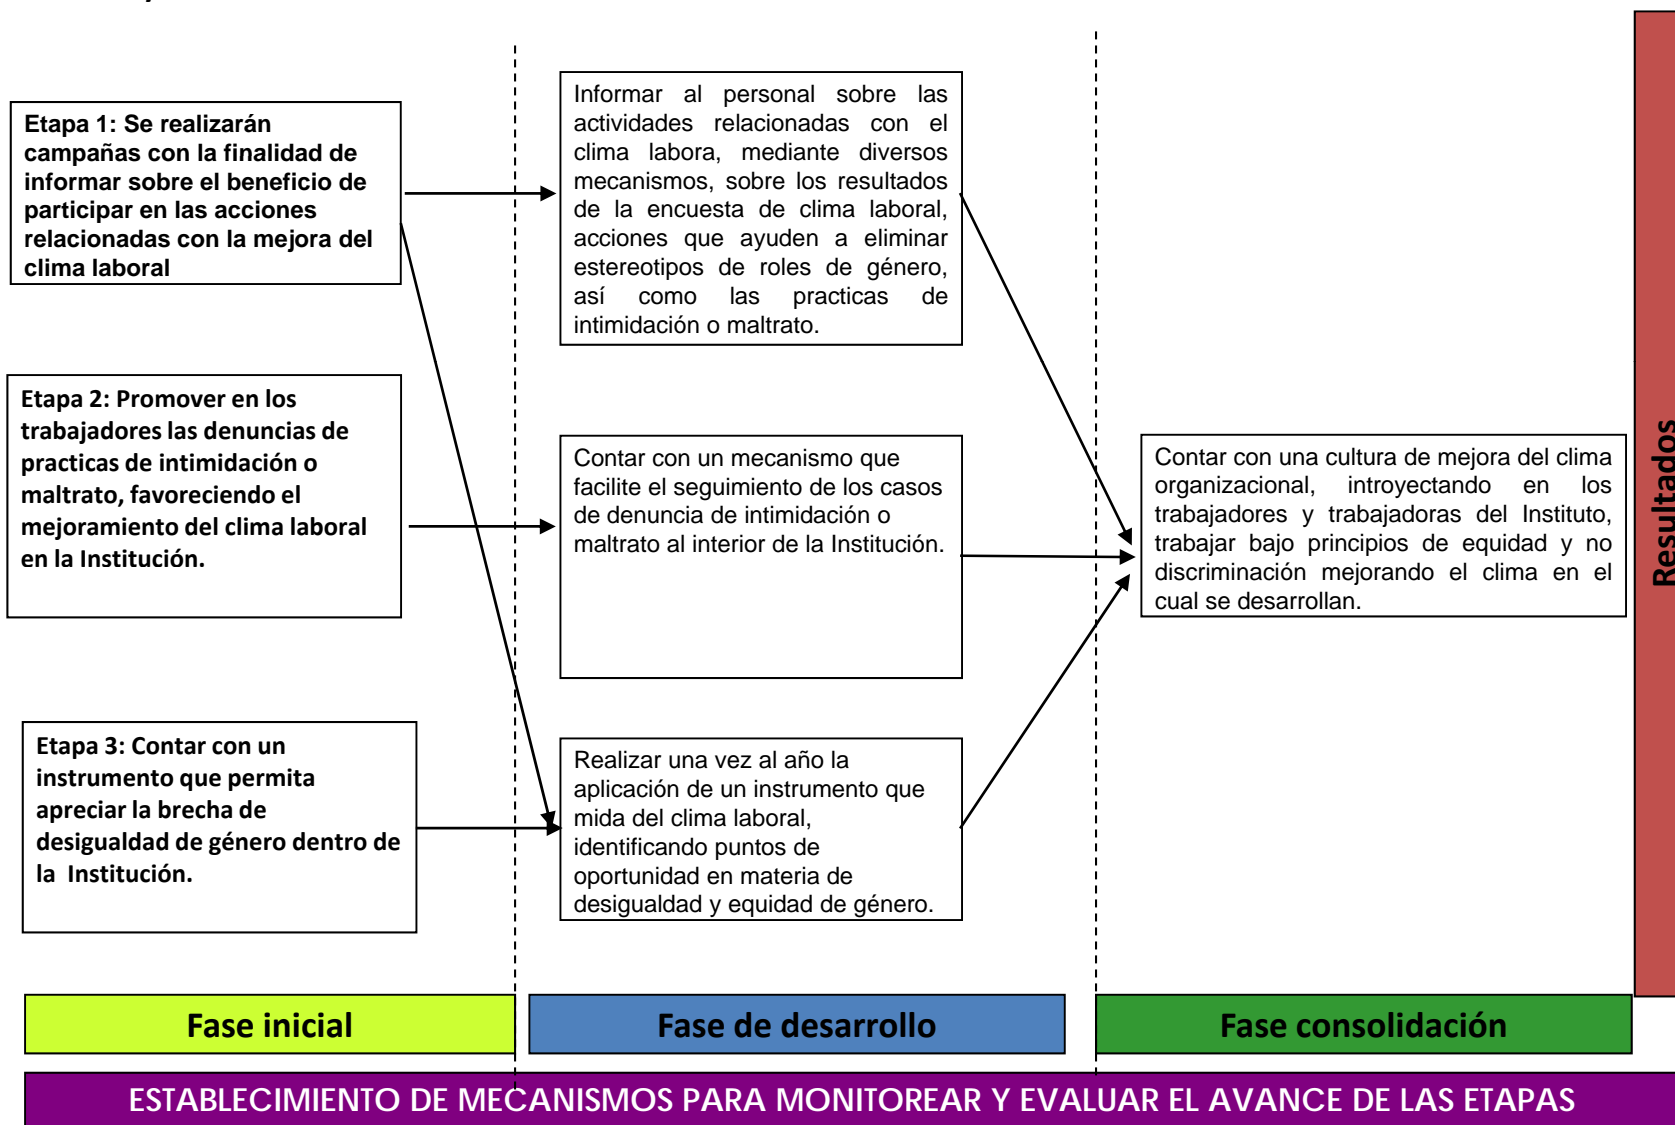 Etapa 1: Se realizarán
campañas con la finalidad de
informar sobre el beneficio de
participar en las acciones
relacionadas con la mejora del
clima laboral
Informar al personal sobre las
actividades relacionadas con el
clima labora, mediante diversos
mecanismos, sobre los resultados
de la encuesta de clima laboral,
acciones que ayuden a eliminar
estereotipos de roles de género,
así como las practicas de
intimidación o maltrato.
Etapa 2: Promover en los
trabajadores las denuncias de
practicas de intimidación o
maltrato, favoreciendo el
mejoramiento del clima laboral
en la Institución.
Contar con un mecanismo que
facilite el seguimiento de los casos
de denuncia de intimidación o
maltrato al interior de la Institución.
Contar con una cultura de mejora del clima
organizacional, introyectando en los
trabajadores y trabajadoras del Instituto,
trabajar bajo principios de equidad y no
discriminación mejorando el clima en el
cual se desarrollan.
Etapa 3: Contar con un
instrumento que permita
apreciar la brecha de
desigualdad de género dentro de
la Institución.
Realizar una vez al año la
aplicación de un instrumento que
mida del clima laboral,
identificando puntos de
oportunidad en materia de
desigualdad y equidad de género.
Resultados
Fase inicial
Fase de desarrollo
Fase consolidación
ESTABLECIMIENTO DE MECANISMOS PARA MONITOREAR Y EVALUAR EL AVANCE DE LAS ETAPAS